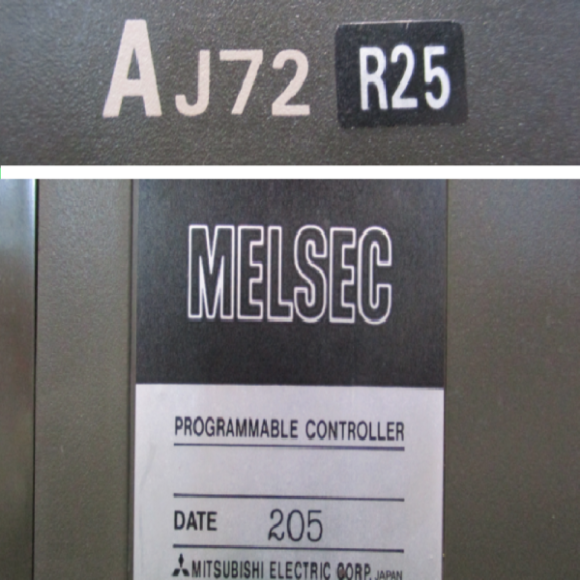 AJ72 R25
MELSEC
PROGRAMMABLE CONTROLLER
DATE 205
MITSUBISHI ELECTRIC CORP. JAPAN